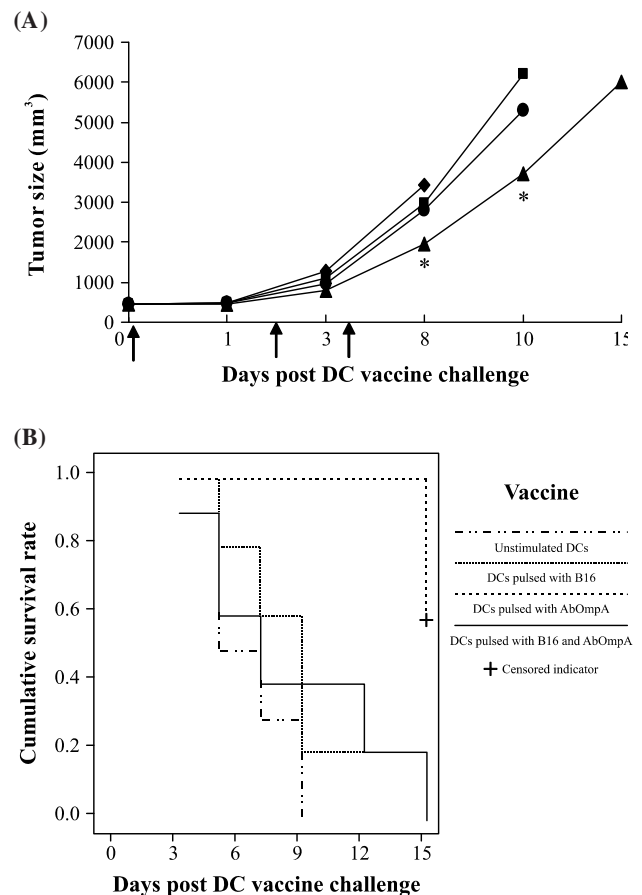 (A)
7000
6000
5000
4000
3000
2000
1000
0
Tumor size (mm³)
*
*
0 1 3 8 10 15
Days post DC vaccine challenge
(B)
1.0
0.8
0.6
0.4
0.2
0.0
Cumulative survival rate
0 3 6 9 12 15
Days post DC vaccine challenge
Vaccine
Unstimulated DCs
DCs pulsed with B16
DCs pulsed with AbOmpA
DCs pulsed with B16 and AbOmpA
Censored indicator